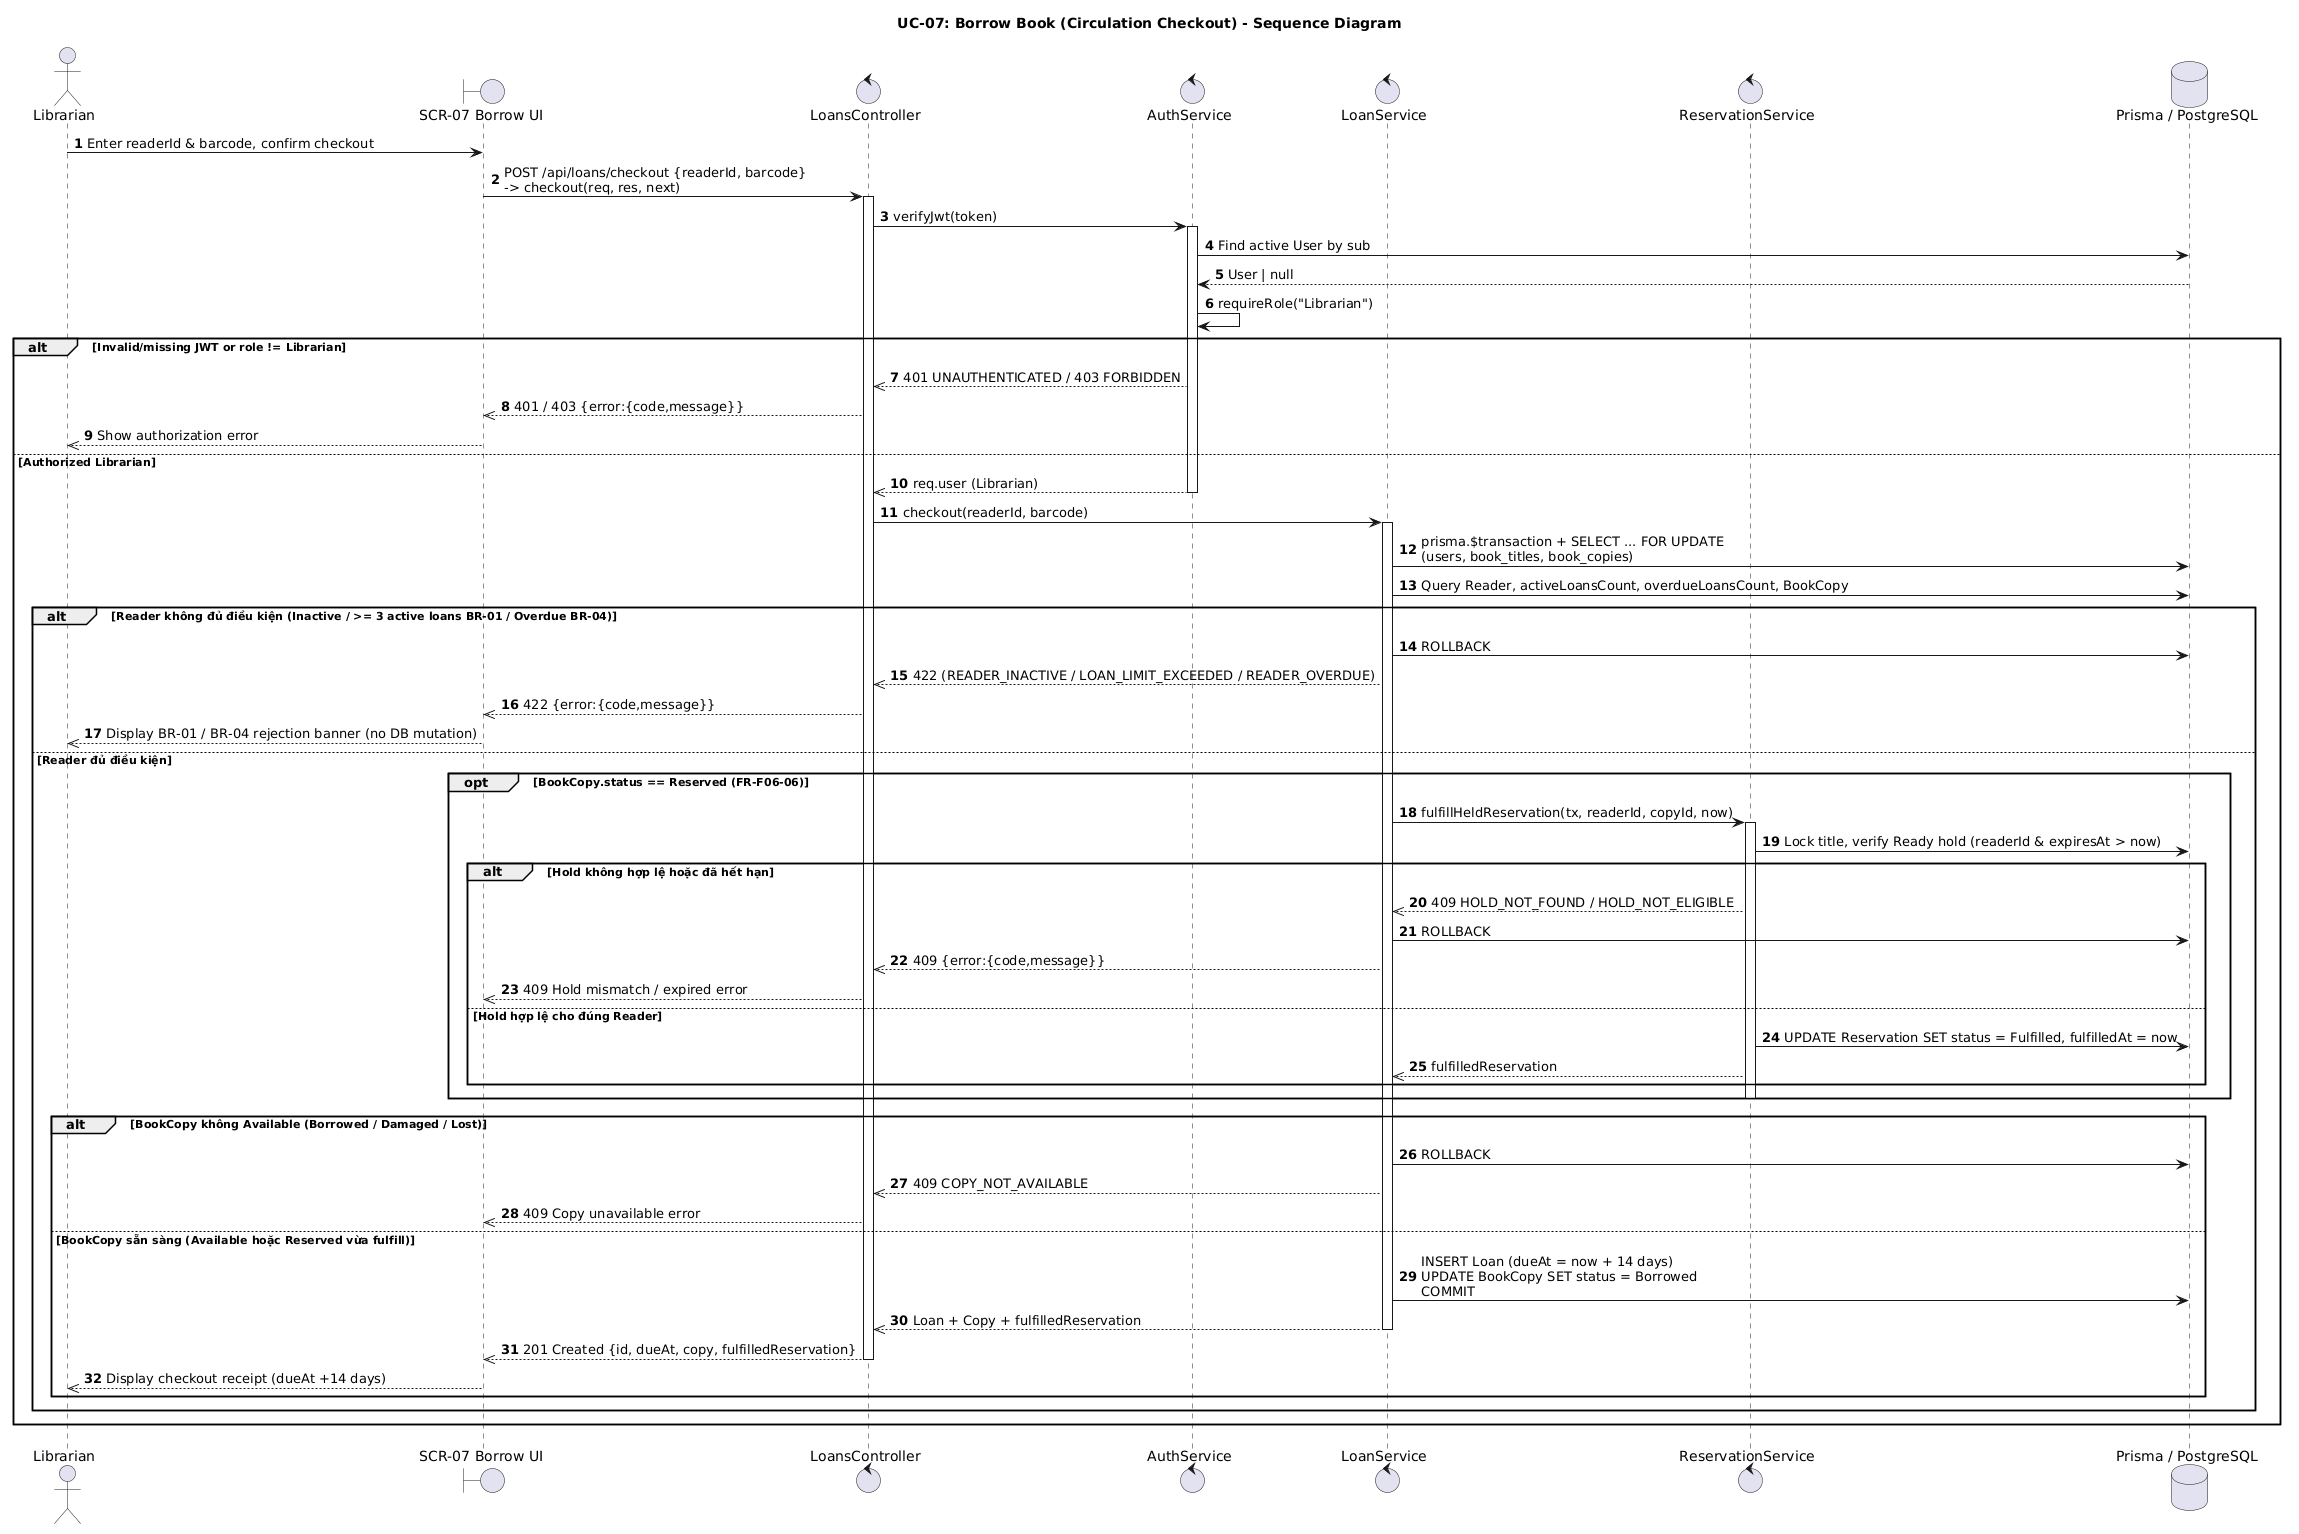 UC-07: Borrow Book (Circulation Checkout) - Sequence Diagram
Librarian
SCR-07 Borrow UI
LoansController
AuthService
LoanService
ReservationService
Prisma / PostgreSQL
1 Enter readerId & barcode, confirm checkout
2 POST /api/loans/checkout {readerId, barcode}
-> checkout(req, res, next)
3 verifyJwt(token)
4 Find active User by sub
5 User | null
6 requireRole("Librarian")
alt [Invalid/missing JWT or role != Librarian]
7 401 UNAUTHENTICATED / 403 FORBIDDEN
8 401 / 403 {error:{code,message}}
9 Show authorization error
[Authorized Librarian]
10 req.user (Librarian)
11 checkout(readerId, barcode)
12 prisma.$transaction + SELECT ... FOR UPDATE
(users, book_titles, book_copies)
13 Query Reader, activeLoansCount, overdueLoansCount, BookCopy
alt [Reader không đủ điều kiện (Inactive / >= 3 active loans BR-01 / Overdue BR-04)]
14 ROLLBACK
15 422 (READER_INACTIVE / LOAN_LIMIT_EXCEEDED / READER_OVERDUE)
16 422 {error:{code,message}}
17 Display BR-01 / BR-04 rejection banner (no DB mutation)
[Reader đủ điều kiện]
opt [BookCopy.status == Reserved (FR-F06-06)]
18 fulfillHeldReservation(tx, readerId, copyId, now)
19 Lock title, verify Ready hold (readerId & expiresAt > now)
alt [Hold không hợp lệ hoặc đã hết hạn]
20 409 HOLD_NOT_FOUND / HOLD_NOT_ELIGIBLE
21 ROLLBACK
22 409 {error:{code,message}}
23 409 Hold mismatch / expired error
[Hold hợp lệ cho đúng Reader]
24 UPDATE Reservation SET status = Fulfilled, fulfilledAt = now
25 fulfilledReservation
alt [BookCopy không Available (Borrowed / Damaged / Lost)]
26 ROLLBACK
27 409 COPY_NOT_AVAILABLE
28 409 Copy unavailable error
[BookCopy sẵn sàng (Available hoặc Reserved vừa fulfill)]
INSERT Loan (dueAt = now + 14 days)
29 UPDATE BookCopy SET status = Borrowed
COMMIT
30 Loan + Copy + fulfilledReservation
31 201 Created {id, dueAt, copy, fulfilledReservation}
32 Display checkout receipt (dueAt +14 days)
Librarian
SCR-07 Borrow UI
LoansController
AuthService
LoanService
ReservationService
Prisma / PostgreSQL